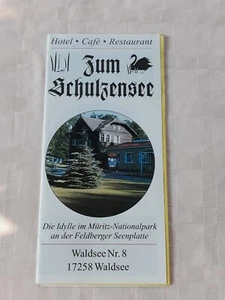 Hotel • Café • Restaurant
Zum
Schulzensee
Die Idylle im Müritz-Nationalpark
an der Feldberger Seenplatte
Waldsee Nr. 8
17258 Waldsee